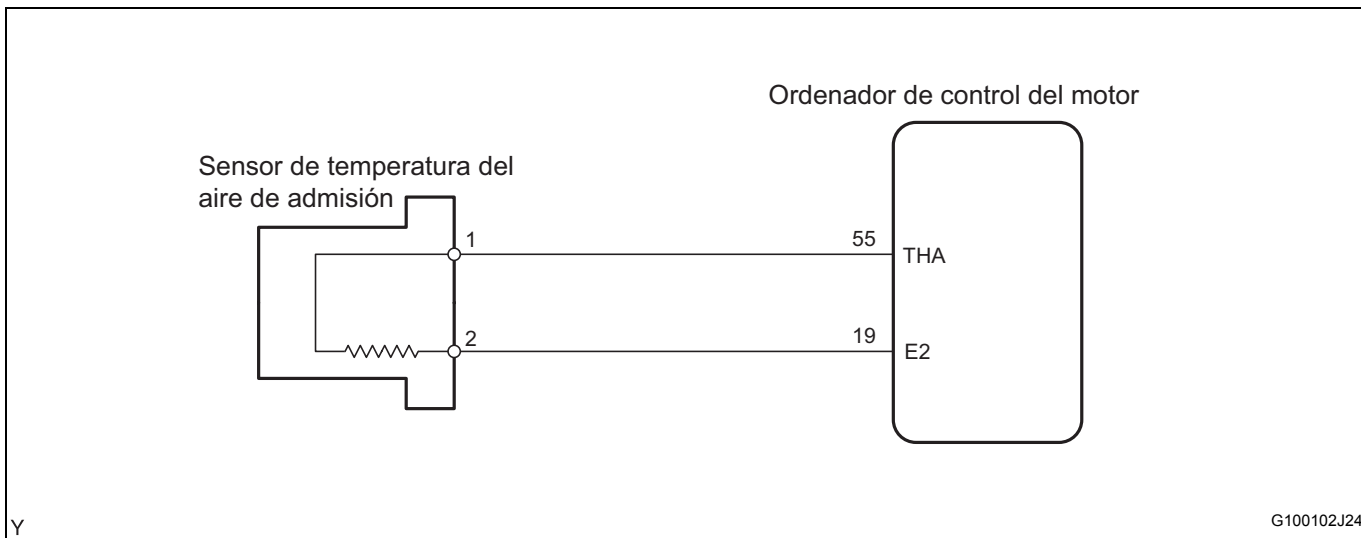 Ordenador de control del motor
Sensor de temperatura del
aire de admisión
1
55
THA
2
19
E2
Y
G100102J24